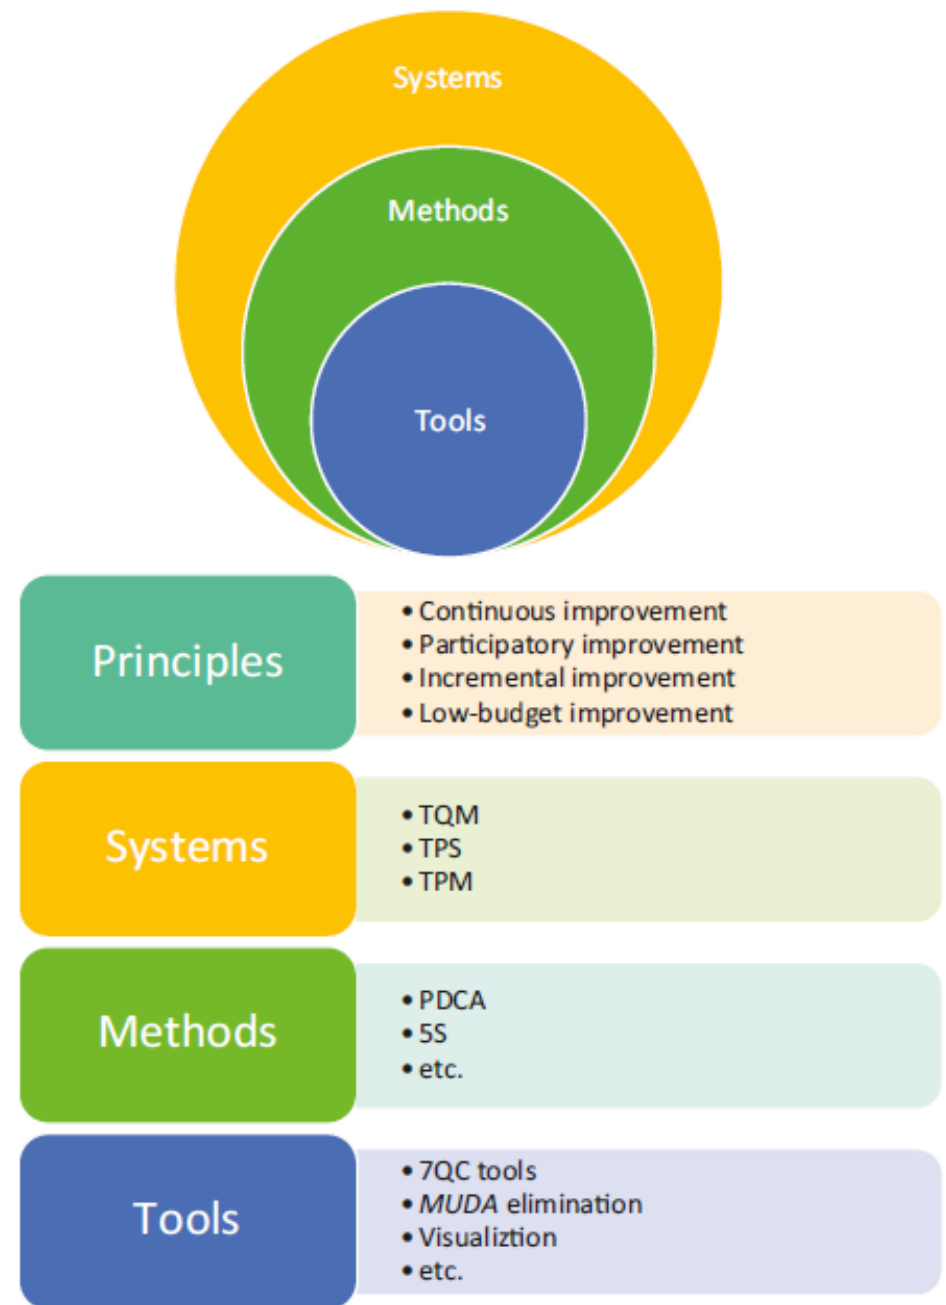 Systems
Methods
Tools
Principles
• Continuous improvement
• Participatory improvement
• Incremental improvement
• Low-budget improvement
Systems
• TQM
• TPS
• TPM
Methods
• PDCA
• 5S
• etc.
Tools
• 7QC tools
• MUDA elimination
• Visualiztion
• etc.